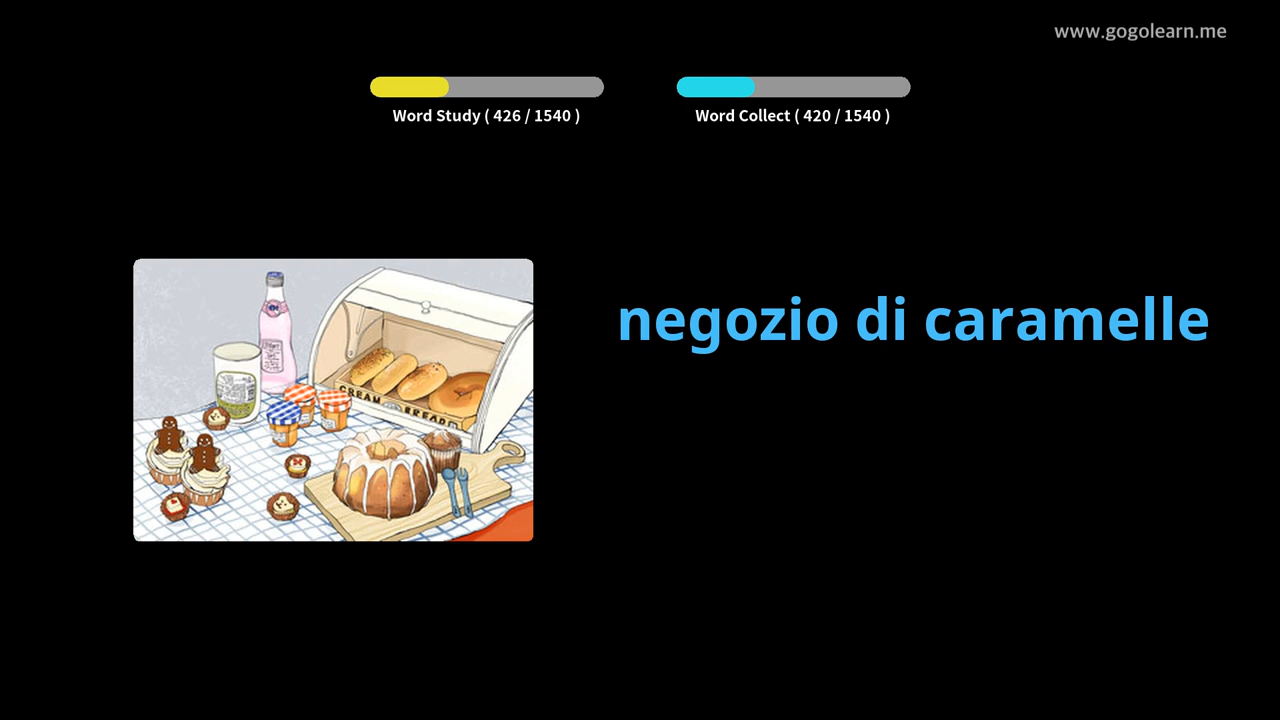 www.gogolearn.me
Word Study ( 426 / 1540 )
Word Collect ( 420 / 1540 )
negozio di caramelle
CREAM BREAD